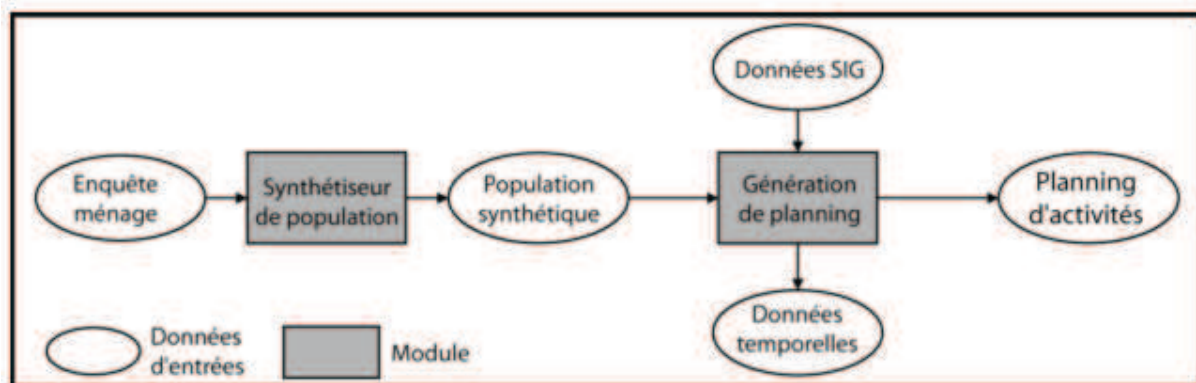 Données SIG
Enquête
ménage
Synthétiseur
de population
Population
synthétique
Génération
de planning
Planning
d'activités
Données
temporelles
Données
d'entrées
Module